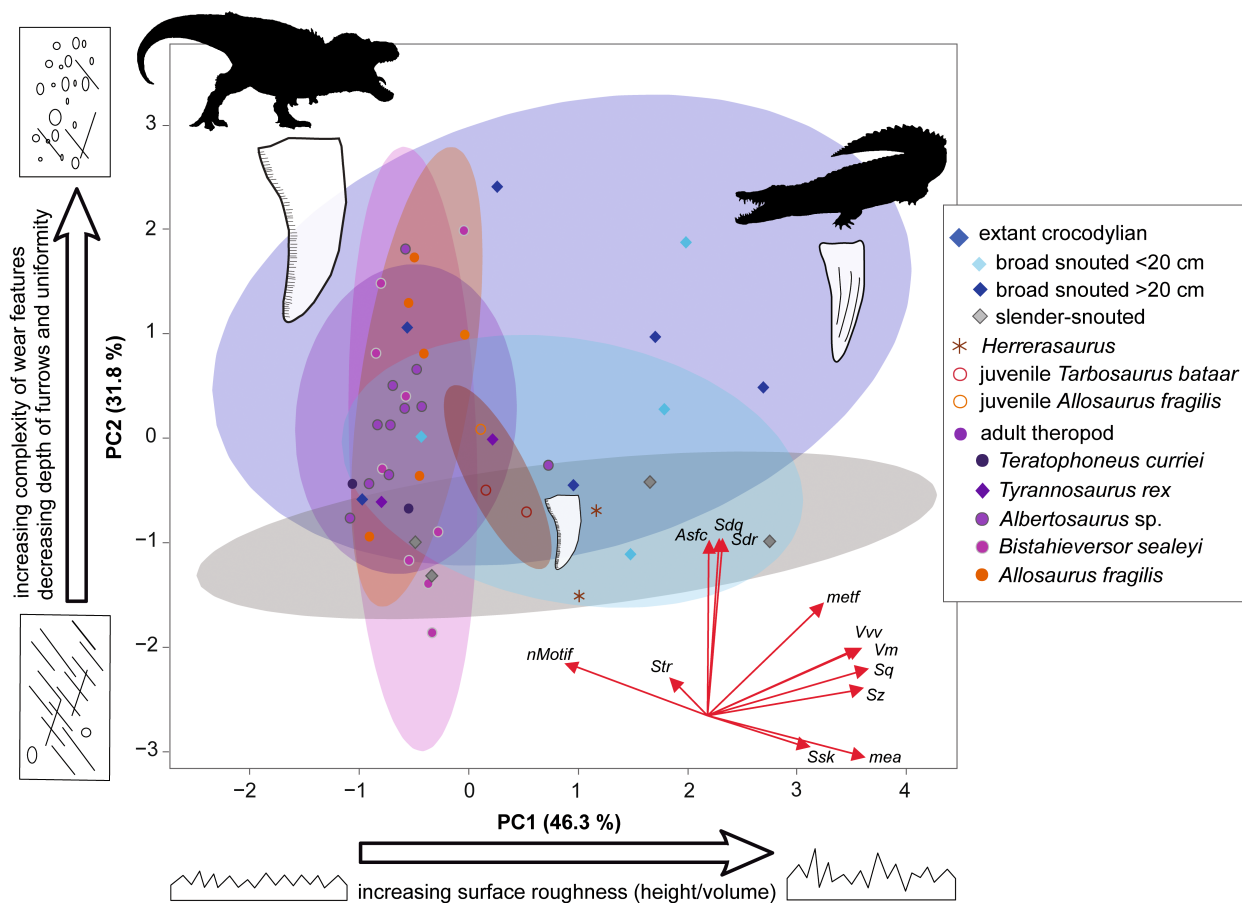 increasing complexity of wear features
decreasing depth of furrows and uniformity
PC2 (31.8 %)
3
2
1
0
−1
−2
−3
Asfc
Sdq
Sdr
metf
Vvv
Vm
Sq
Sz
nMotif
Str
Ssk
mea
extant crocodylian
broad snouted <20 cm
broad snouted >20 cm
slender-snouted
Herrerasaurus
juvenile Tarbosaurus bataar
juvenile Allosaurus fragilis
adult theropod
Teratophoneus curriei
Tyrannosaurus rex
Albertosaurus sp.
Bistahieversor sealeyi
Allosaurus fragilis
−2
−1
0
1
2
3
4
PC1 (46.3 %)
increasing surface roughness (height/volume)